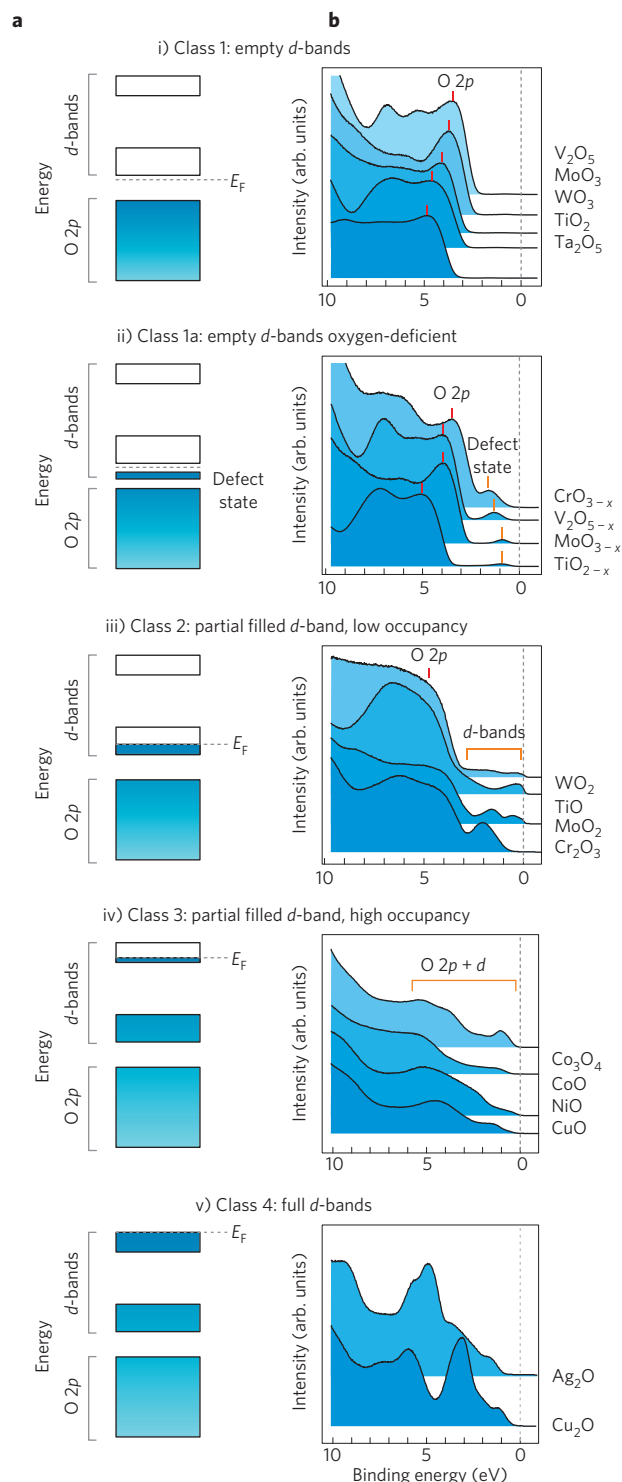 a
b
i) Class 1: empty d-bands
d-bands
Energy
O 2p
E_F
Intensity (arb. units)
O 2p
V₂O₅
MoO₃
WO₃
TiO₂
Ta₂O₅
10 5 0
ii) Class 1a: empty d-bands oxygen-deficient
d-bands
Energy
O 2p
Defect
state
Intensity (arb. units)
O 2p
Defect
state
CrO₃₋ₓ
V₂O₅₋ₓ
MoO₃₋ₓ
TiO₂₋ₓ
10 5 0
iii) Class 2: partial filled d-band, low occupancy
d-bands
Energy
O 2p
E_F
Intensity (arb. units)
O 2p
d-bands
WO₂
TiO
MoO₂
Cr₂O₃
10 5 0
iv) Class 3: partial filled d-band, high occupancy
d-bands
Energy
O 2p
E_F
Intensity (arb. units)
O 2p + d
Co₃O₄
CoO
NiO
CuO
10 5 0
v) Class 4: full d-bands
d-bands
Energy
O 2p
E_F
Intensity (arb. units)
Ag₂O
Cu₂O
10 5 0
Binding energy (eV)